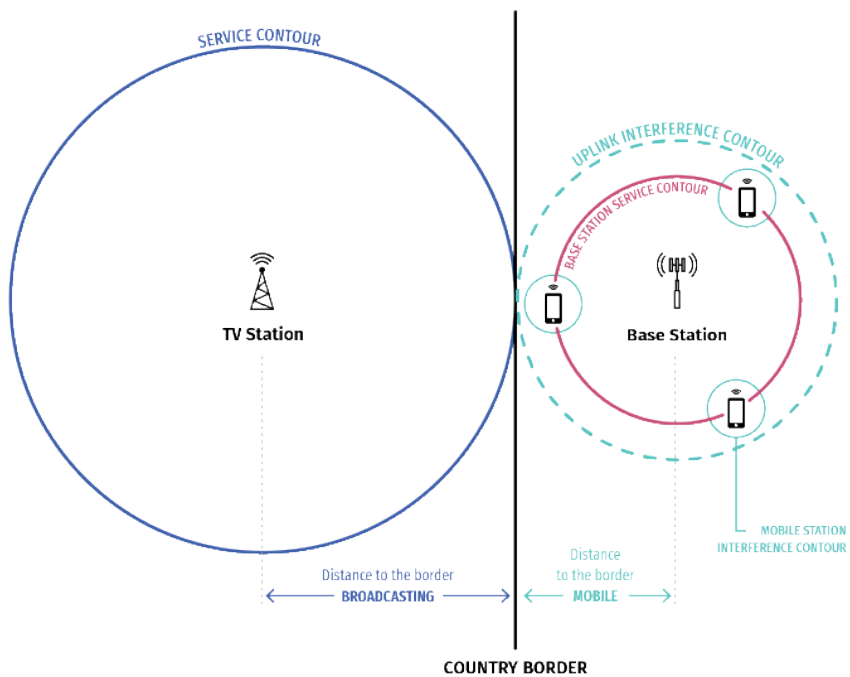 SERVICE CONTOUR
UPLINK INTERFERENCE CONTOUR
BASE STATION SERVICE CONTOUR
TV Station
Base Station
MOBILE STATION
INTERFERENCE CONTOUR
Distance to the border
BROADCASTING
Distance
to the border
MOBILE
COUNTRY BORDER